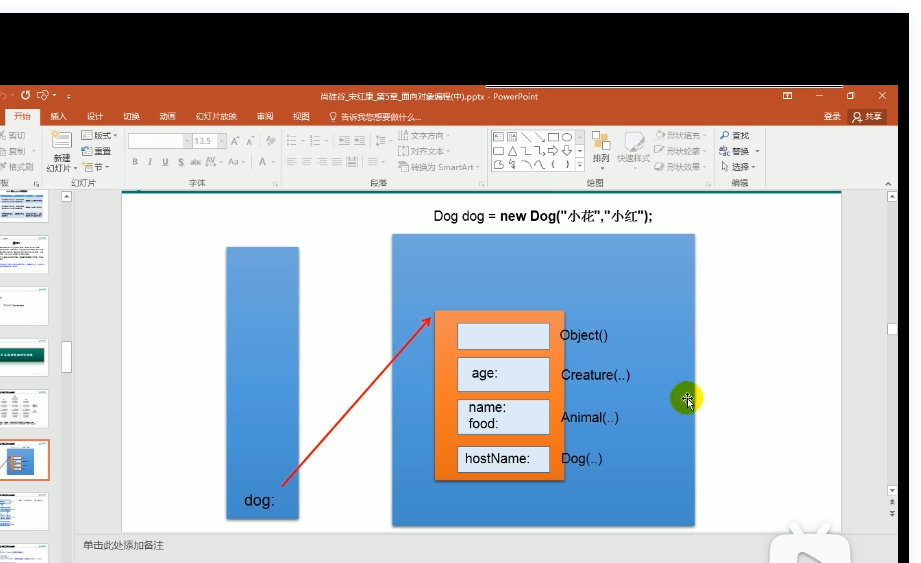 尚硅谷_宋红康_第5章_面向对象编程(中).pptx - PowerPoint
开始 插入 设计 切换 动画 幻灯片放映 审阅 视图 告诉我您想要做什么... 登录 共享
剪切
复制
格式刷
新建
幻灯片
版式
重置
节
13.5
B I U S abc AV Aa A
文字方向
对齐文本
转换为 SmartArt
排列
快速样式
形状填充
形状轮廓
形状效果
查找
替换
选择
板 幻灯片 字体 段落 绘图 编辑
Dog dog = new Dog("小花","小红");
Object()
age: Creature(..)
name:
food: Animal(..)
hostName: Dog(..)
dog:
单击此处添加备注